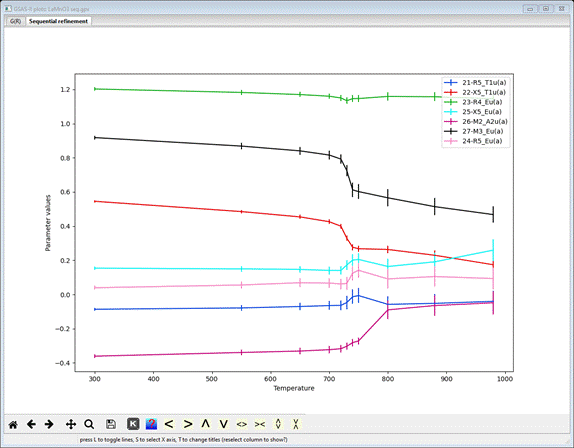 GSAS-II plots: LaMnO3 seq.gpx
G(R) Sequential refinement
21-R5_T1u(a)
22-X5_T1u(a)
23-R4_Eu(a)
25-X5_Eu(a)
26-M2_A2u(a)
27-M3_Eu(a)
24-R5_Eu(a)
1.2
1.0
0.8
0.6
0.4
0.2
0.0
−0.2
−0.4
Parameter values
300 400 500 600 700 800 900 1000
Temperature
K ?
press L to toggle lines, S to select X axis, T to change titles (reselect column to show?)